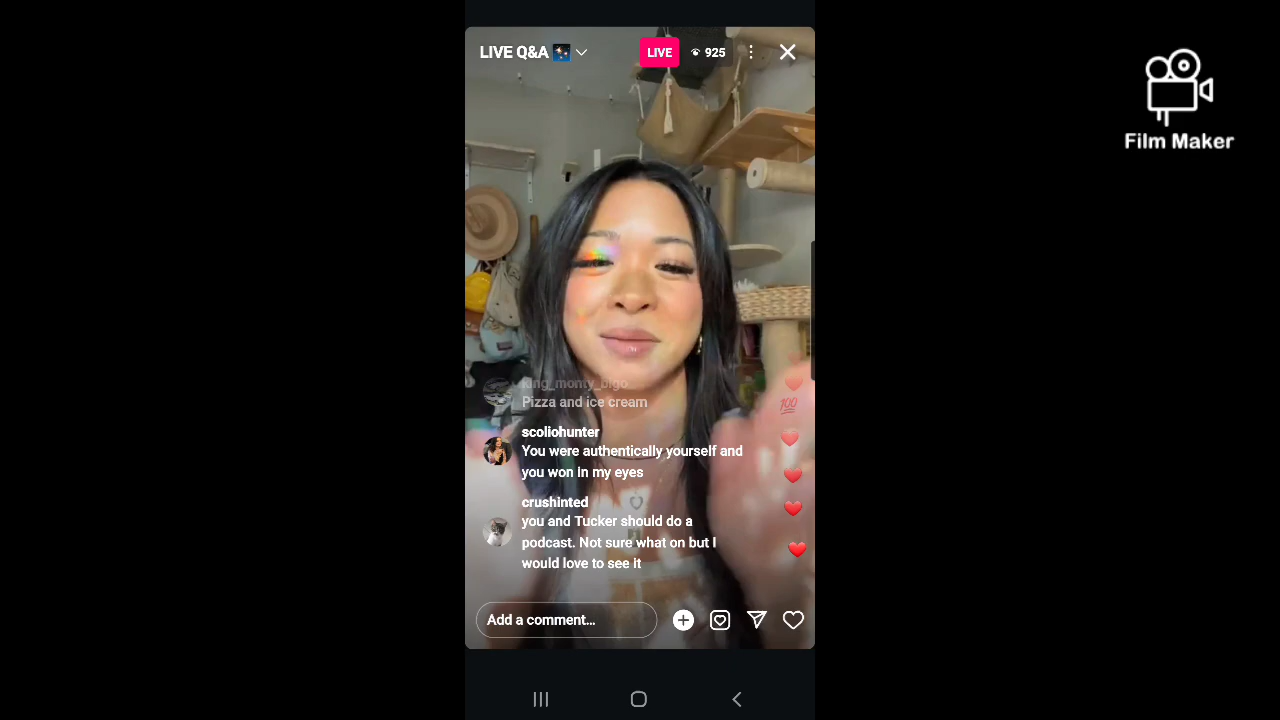 LIVE Q&A
LIVE
925
Film Maker
king_monty_bigo
Pizza and ice cream
scoliohunter
You were authentically yourself and
you won in my eyes
crushinted
you and Tucker should do a
podcast. Not sure what on but I
would love to see it
Add a comment...